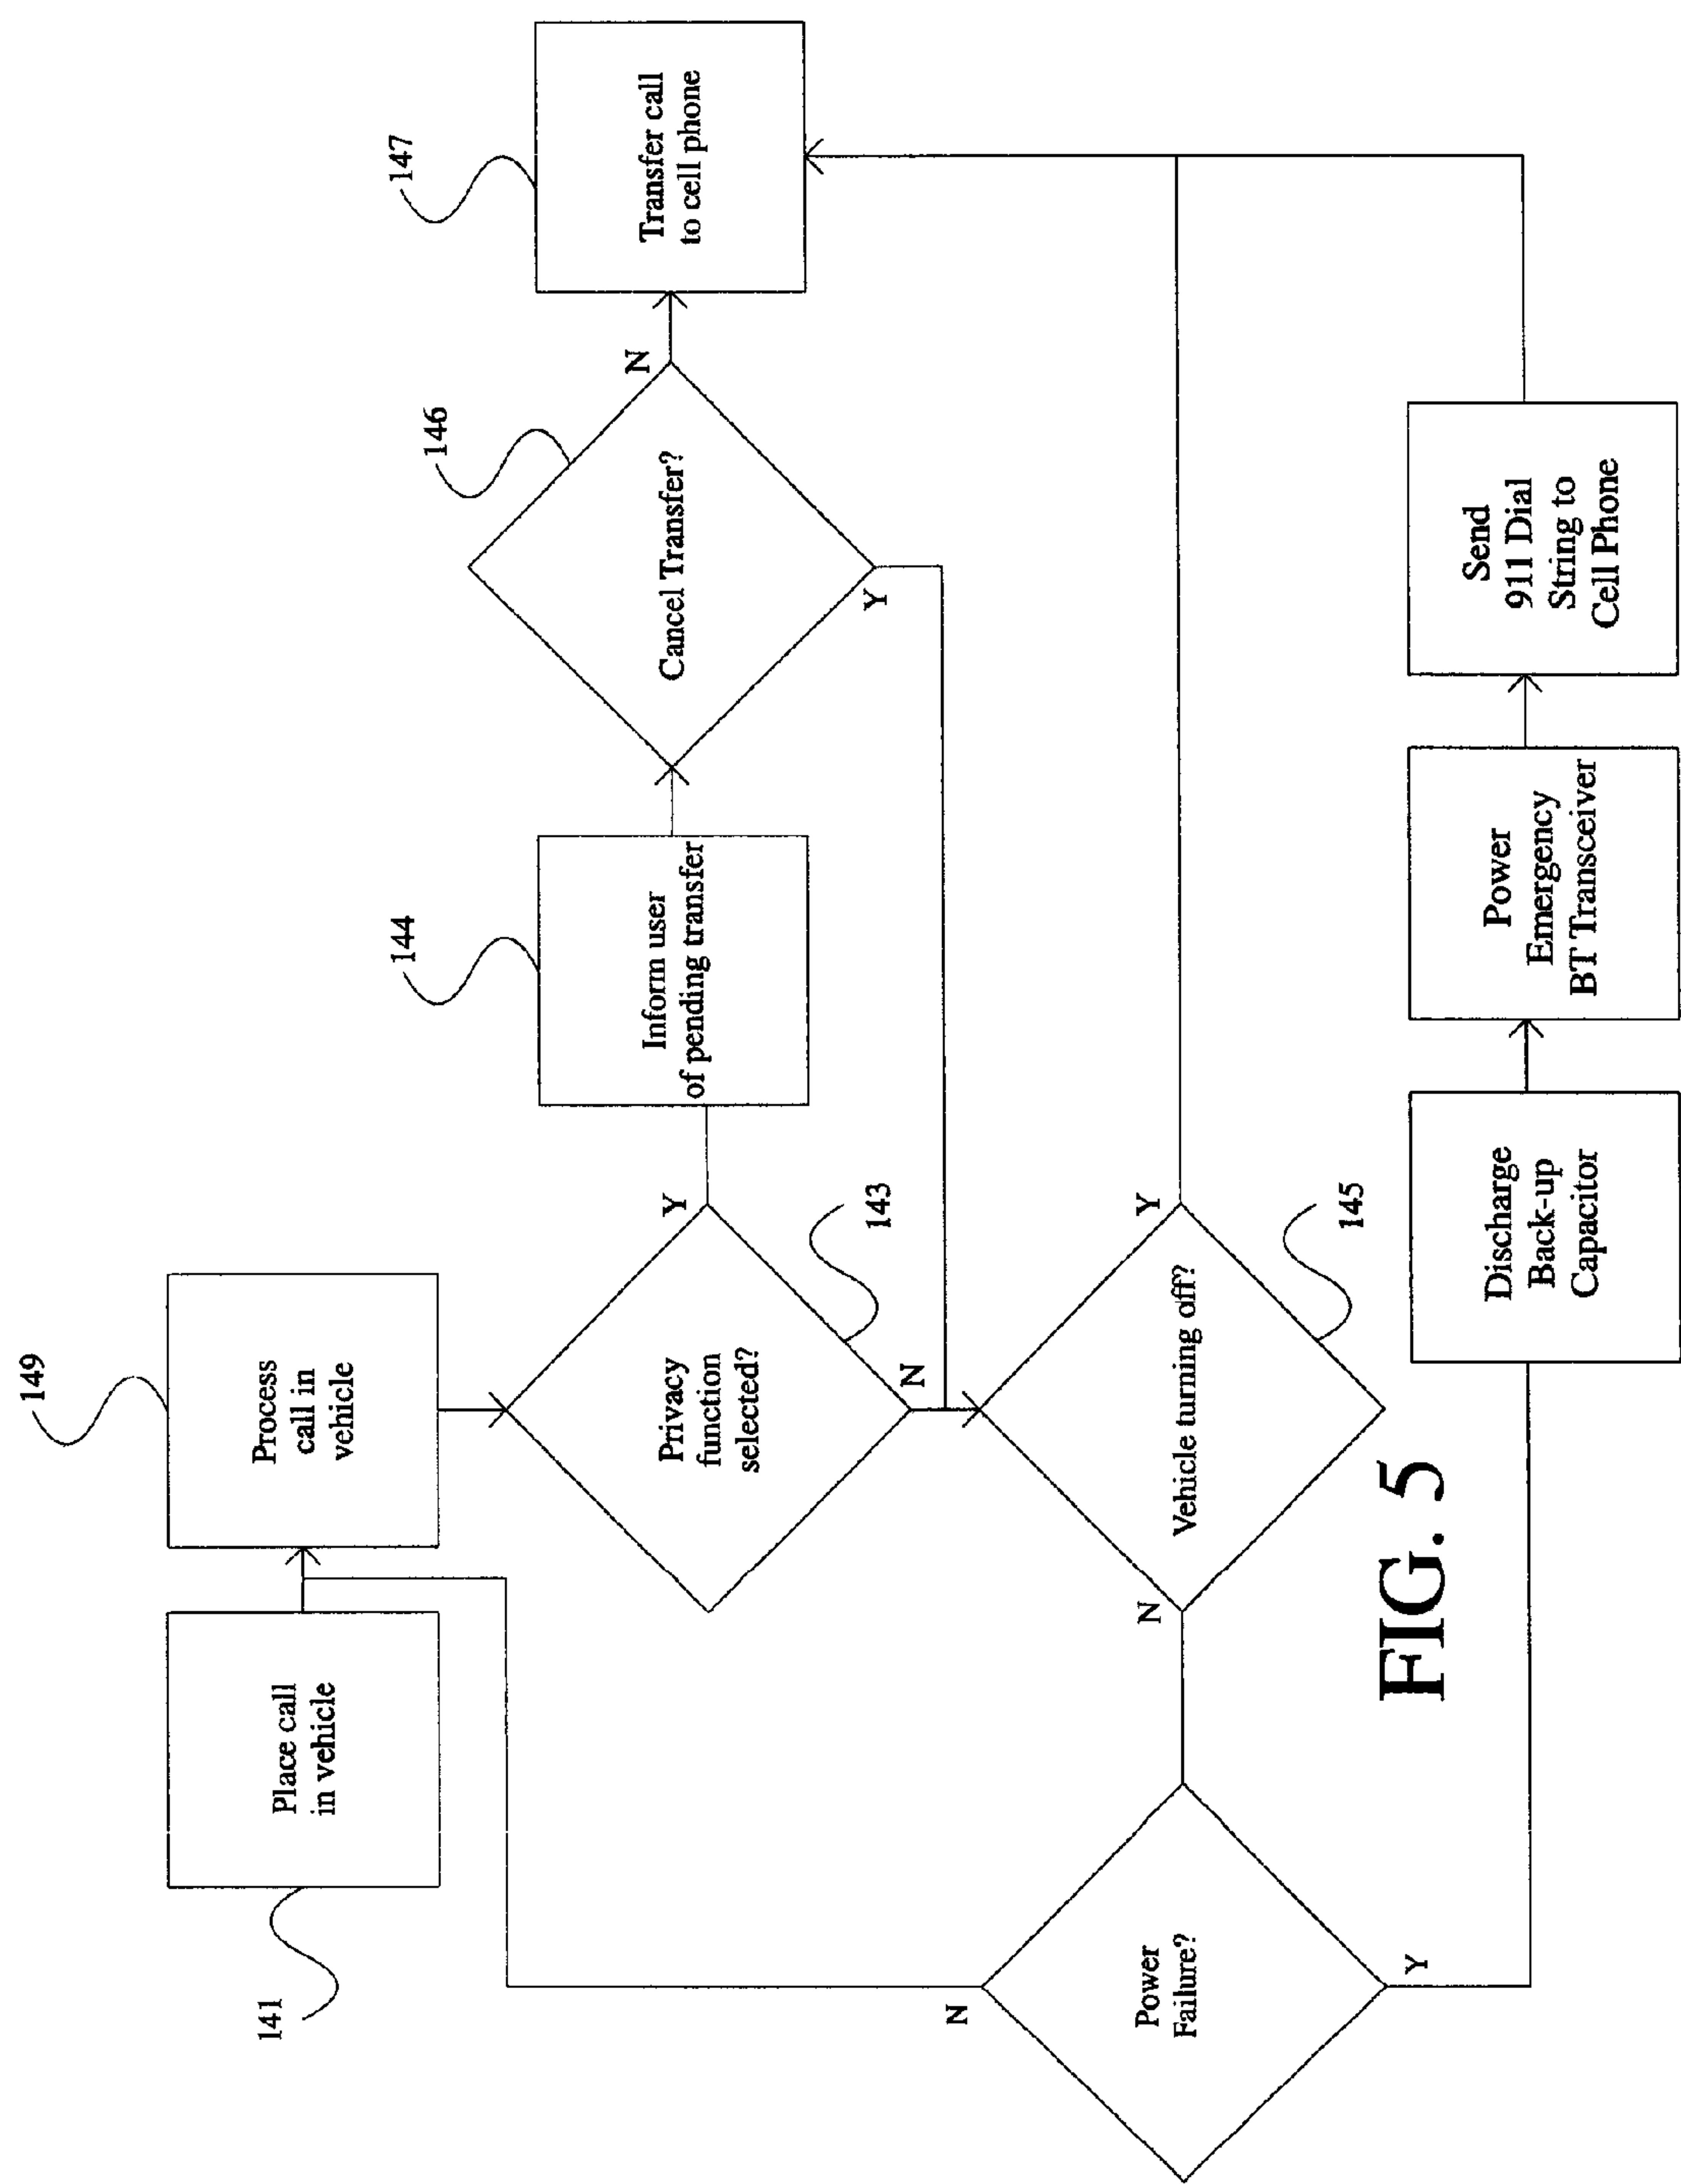 141
Place call
in vehicle
149
Process
call in
vehicle
143
Privacy
function
selected?
Y
N
144
Inform user
of pending transfer
146
Cancel Transfer?
N
Y
147
Transfer call
to cell phone
145
Vehicle turning off?
Y
N
Power
Failure?
N
Y
Discharge
Back-up
Capacitor
Power
Emergency
BT Transceiver
Send
911 Dial
String to
Cell Phone
FIG. 5